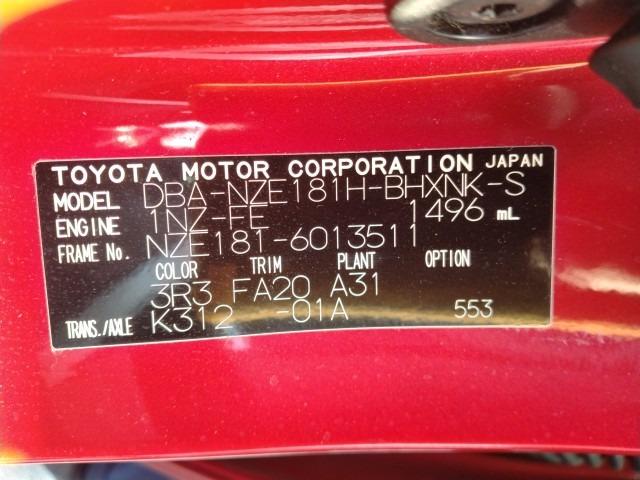 TOYOTA MOTOR CORPORATION JAPAN
MODEL DBA-NZE181H-BHXNK-S
ENGINE 1NZ-FE 1496 mL
FRAME No. NZE181-6013511
COLOR TRIM PLANT OPTION
3R3 FA20 A31
TRANS./AXLE K312 -01A 553